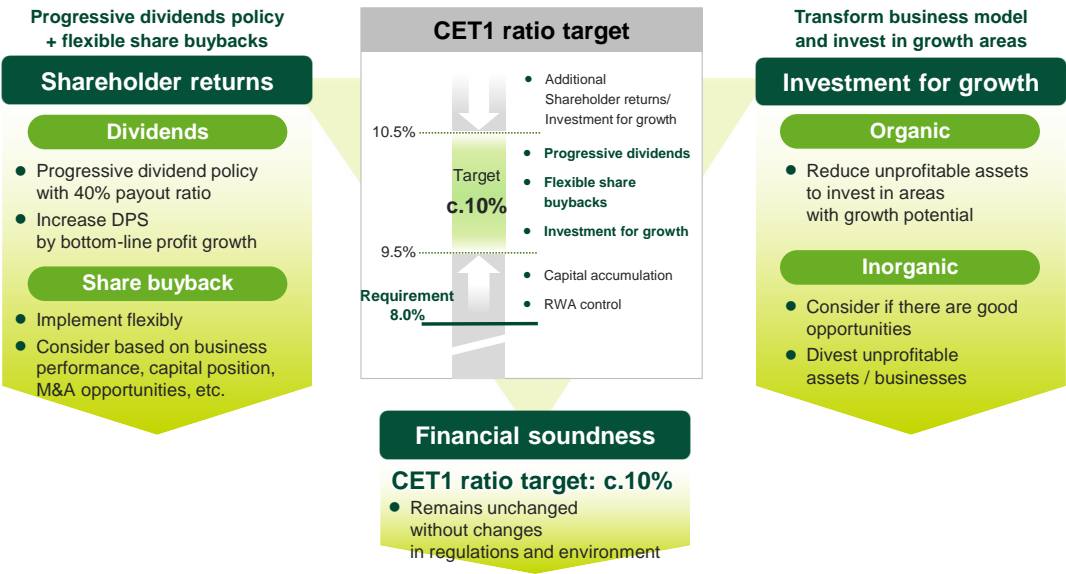 Progressive dividends policy
+ flexible share buybacks
Shareholder returns
Dividends
● Progressive dividend policy
with 40% payout ratio
● Increase DPS
by bottom-line profit growth
Share buyback
● Implement flexibly
● Consider based on business
performance, capital position,
M&A opportunities, etc.
CET1 ratio target
● Additional
Shareholder returns/
Investment for growth
10.5%
● Progressive dividends
Target
c.10%
● Flexible share
buybacks
● Investment for growth
9.5%
● Capital accumulation
Requirement
8.0%
● RWA control
Transform business model
and invest in growth areas
Investment for growth
Organic
● Reduce unprofitable assets
to invest in areas
with growth potential
Inorganic
● Consider if there are good
opportunities
● Divest unprofitable
assets / businesses
Financial soundness
CET1 ratio target: c.10%
● Remains unchanged
without changes
in regulations and environment